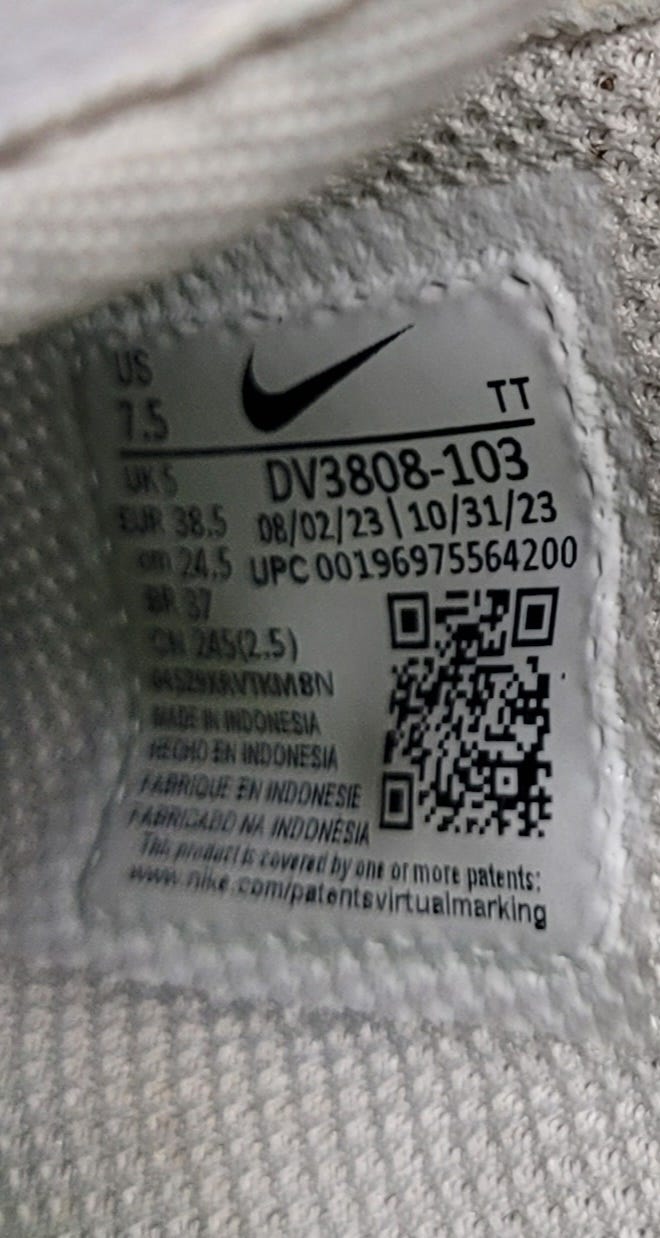 US
7.5
TT
UK 5
DV3808-103
EUR 38.5
08/02/23\10/31/23
cm 24.5
UPC 00196975564200
BR 37
CN 245(2.5)
MADE IN INDONESIA
HECHO EN INDONESIA
FABRIQUE EN INDONESIE
FABRICADO NA INDONÉSIA
This product is covered by one or more patents:
www.nike.com/patentsvirtualmarking